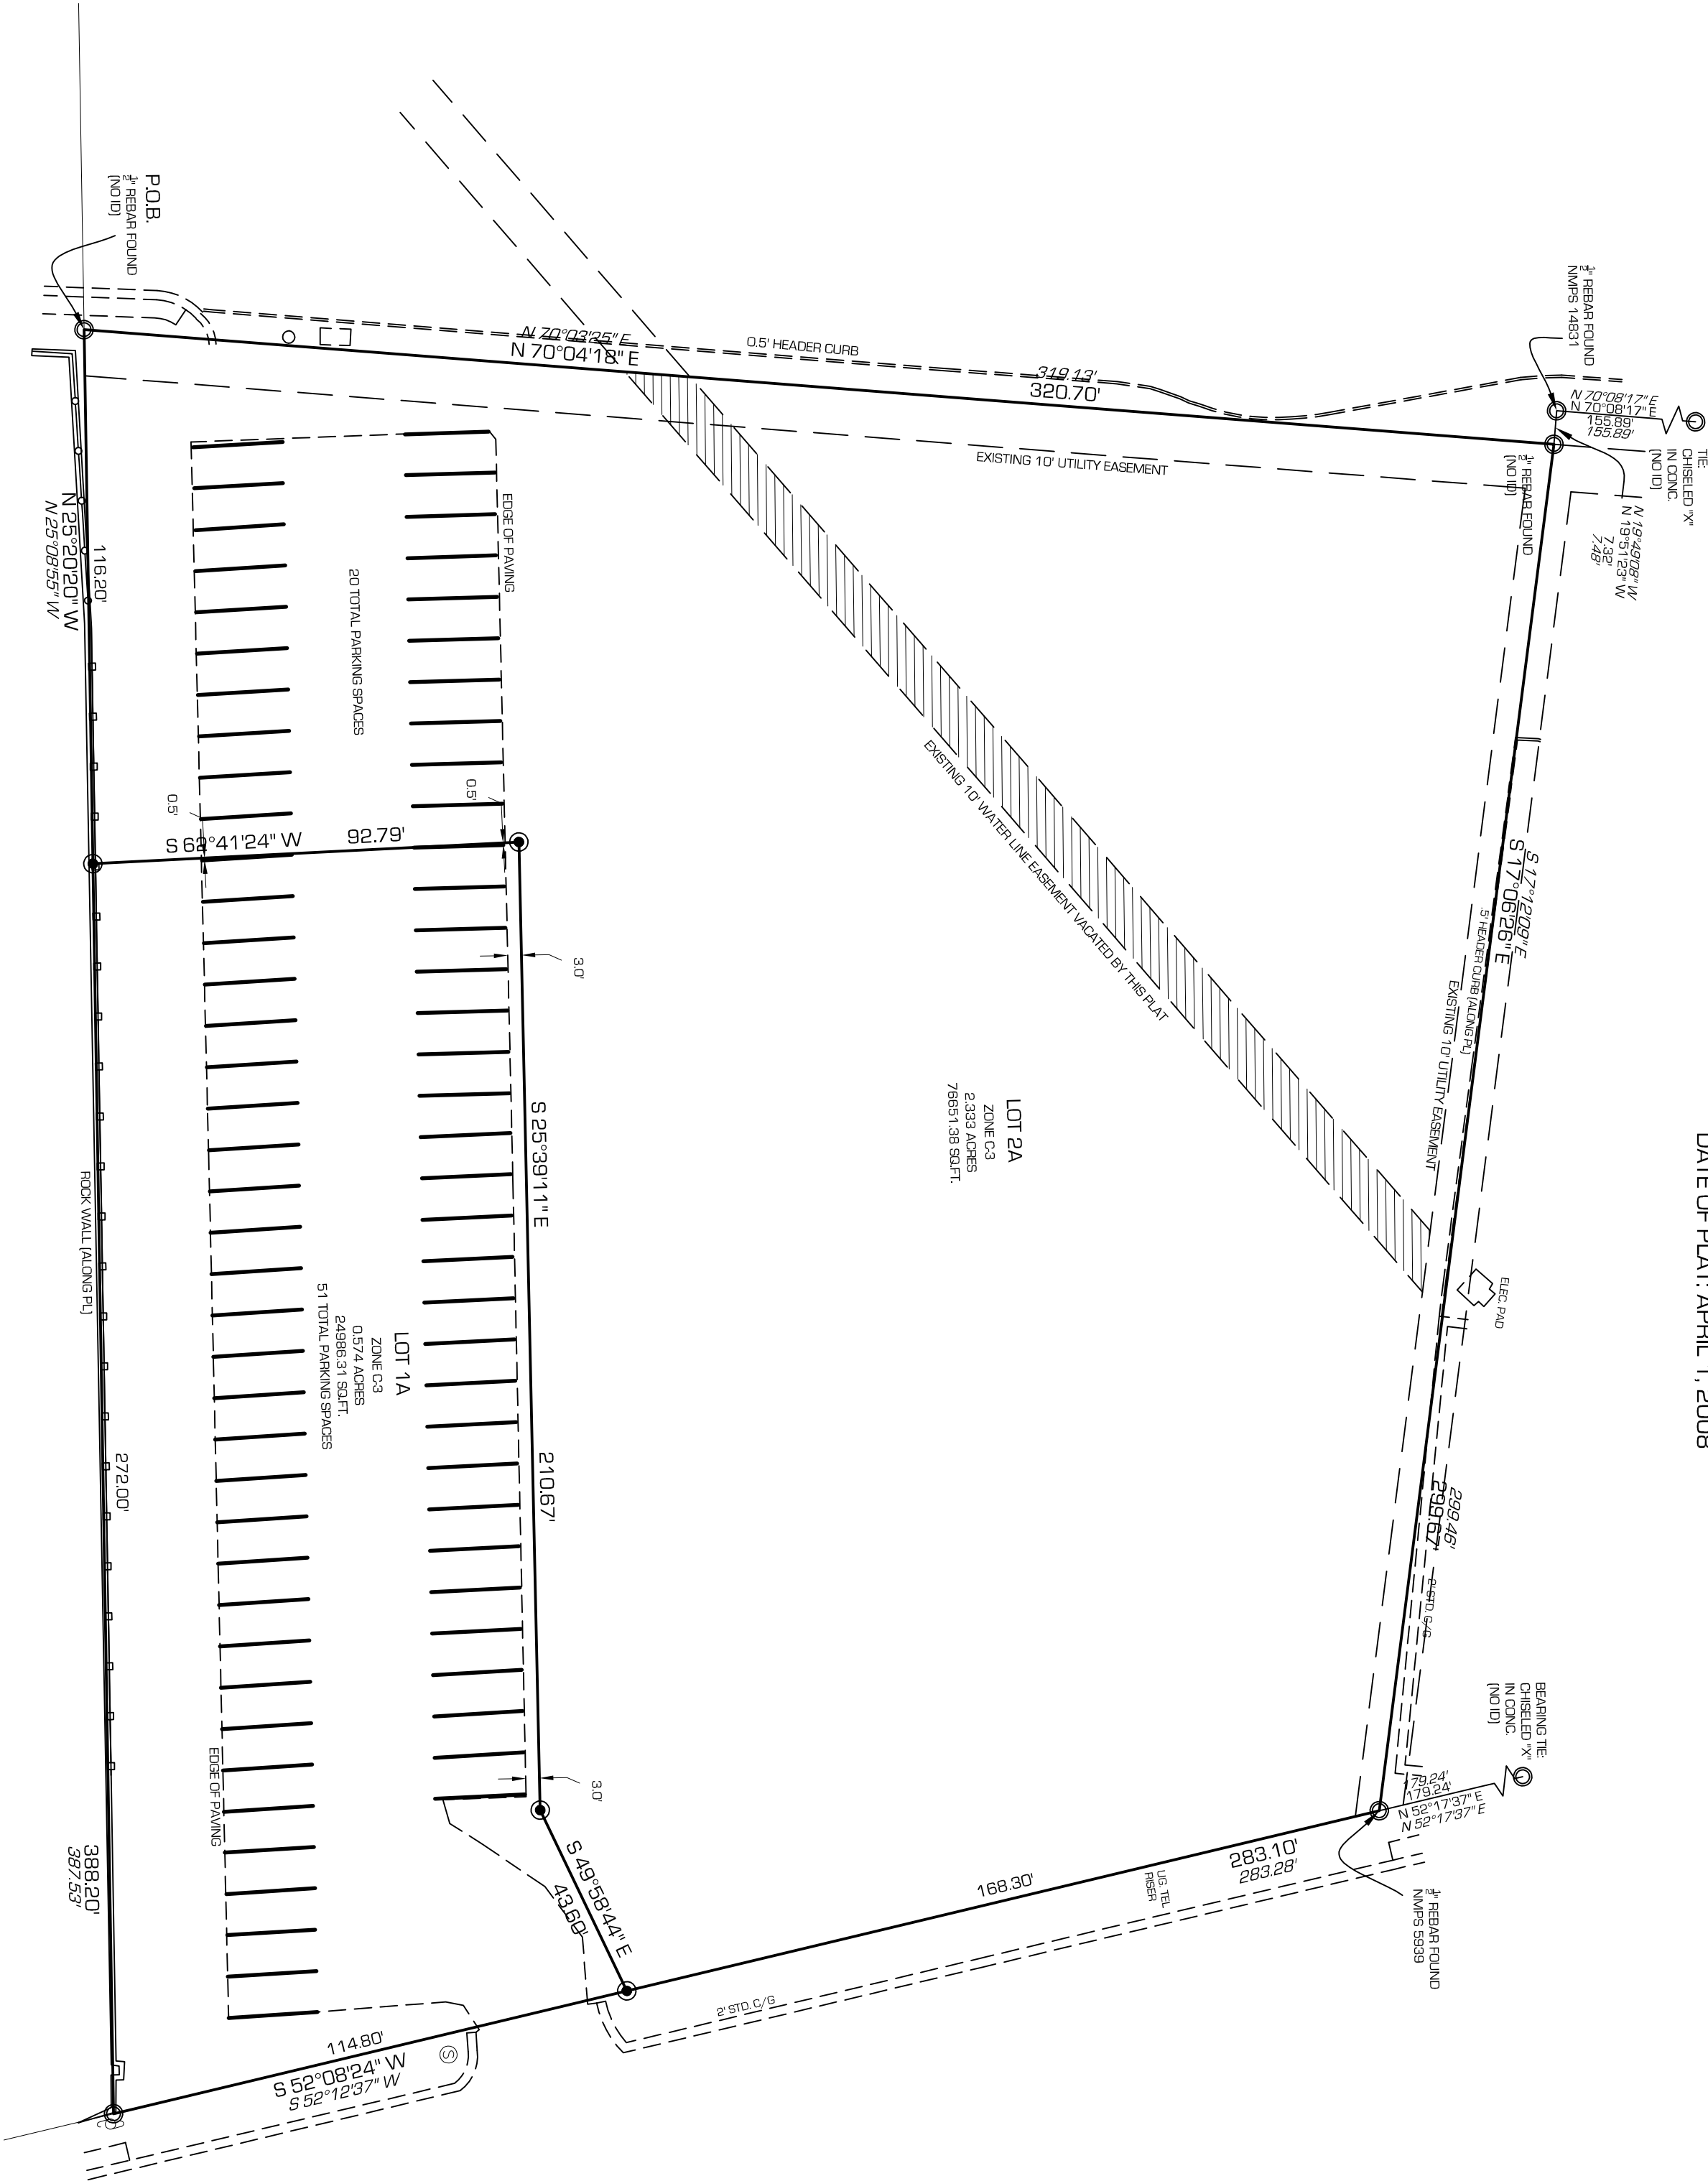 DATE OF PLAT: APRIL 1, 2008
P.O.B.
1/2" REBAR FOUND
(NO ID)
1/2" REBAR FOUND
NMPS 14831
N 70°08'17" E
N 70°08'17" E
155.89'
155.89'
TIE:
CHISELED "X"
IN CONC.
(NO ID)
N 19°49'08" W
N 19°51'23" W
7.32'
7.48'
1/2" REBAR FOUND
(NO ID)
N 70°03'25" E
N 70°04'18" E
0.5' HEADER CURB
319.13'
320.70'
EXISTING 10' UTILITY EASEMENT
EDGE OF PAVING
20 TOTAL PARKING SPACES
116.20'
N 25°20'20" W
N 25°08'55" W
0.5'
0.5'
S 62°41'24" W
92.79'
3.0'
EXISTING 10' WATER LINE EASEMENT VACATED BY THIS PLAT
S 17°12'09" E
S 17°06'26" E
.5' HEADER CURB (ALONG PL)
EXISTING 10' UTILITY EASEMENT
LOT 2A
ZONE C-3
2.333 ACRES
76651.38 SQ.FT.
S 25°39'11" E
210.67'
ROCK WALL (ALONG PL)
LOT 1A
ZONE C-3
0.574 ACRES
24986.31 SQ.FT.
51 TOTAL PARKING SPACES
ELEC. PAD
299.46'
299.67'
2' STD. C/G
272.00'
BEARING TIE:
CHISELED "X"
IN CONC.
(NO ID)
179.24'
179.24'
N 52°17'37" E
N 52°17'37" E
3.0'
EDGE OF PAVING
388.20'
387.53'
S 49°58'44" E
43.60'
168.30'
283.10'
283.28'
UG. TEL
RISER
1/2" REBAR FOUND
NMPS 5939
2' STD. C/G
114.80'
S 52°08'24" W
S 52°12'37" W
S